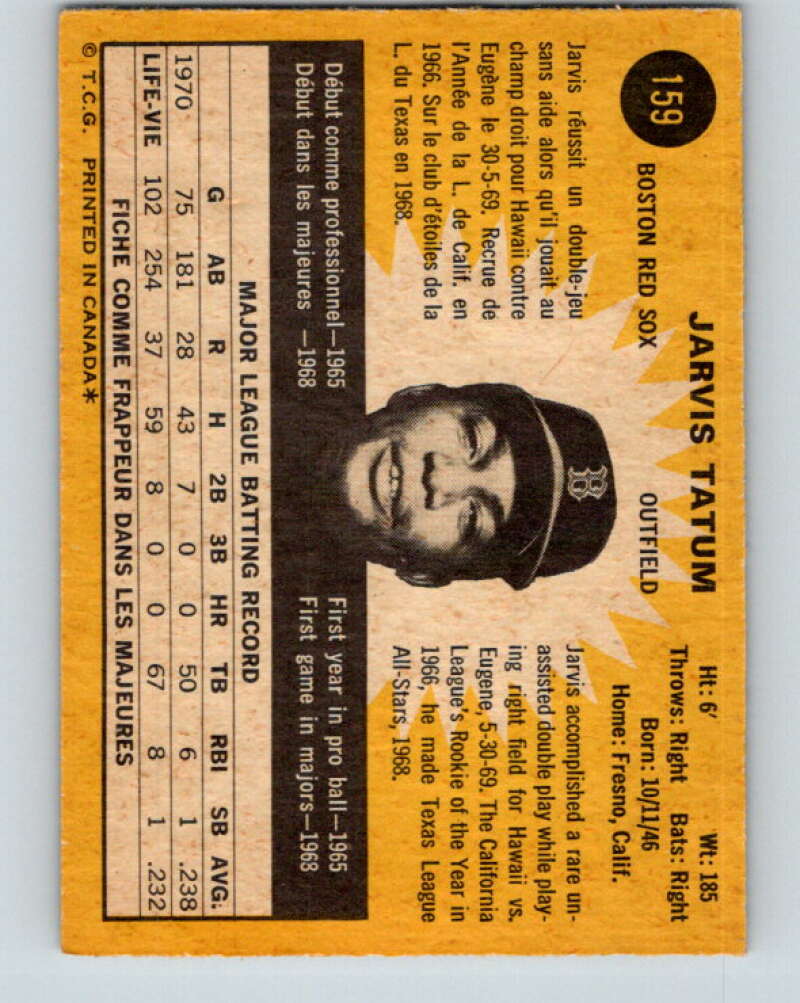 159
JARVIS TATUM
BOSTON RED SOX OUTFIELD
Ht: 6' Wt: 185
Throws: Right Bats: Right
Born: 10/11/46
Home: Fresno, Calif.
Jarvis réussit un double-jeu
sans aide alors qu'il jouait au
champ droit pour Hawaii contre
Eugène le 30-5-69. Recrue de
l'Année de la L. de Calif. en
1966. Sur le club d'étoiles de la
L. du Texas en 1968.
B
Jarvis accomplished a rare un-
assisted double play while play-
ing right field for Hawaii vs.
Eugene, 5-30-69. The California
League's Rookie of the Year in
1966, he made Texas League
All-Stars, 1968.
Début comme professionnel—1965
Début dans les majeures —1968
First year in pro ball—1965
First game in majors—1968
MAJOR LEAGUE BATTING RECORD
G AB R H 2B 3B HR TB RBI SB AVG.
1970 75 181 28 43 7 0 0 50 6 1 .238
LIFE-VIE 102 254 37 59 8 0 0 67 8 1 .232
FICHE COMME FRAPPEUR DANS LES MAJEURES
© T.C.G. PRINTED IN CANADA*